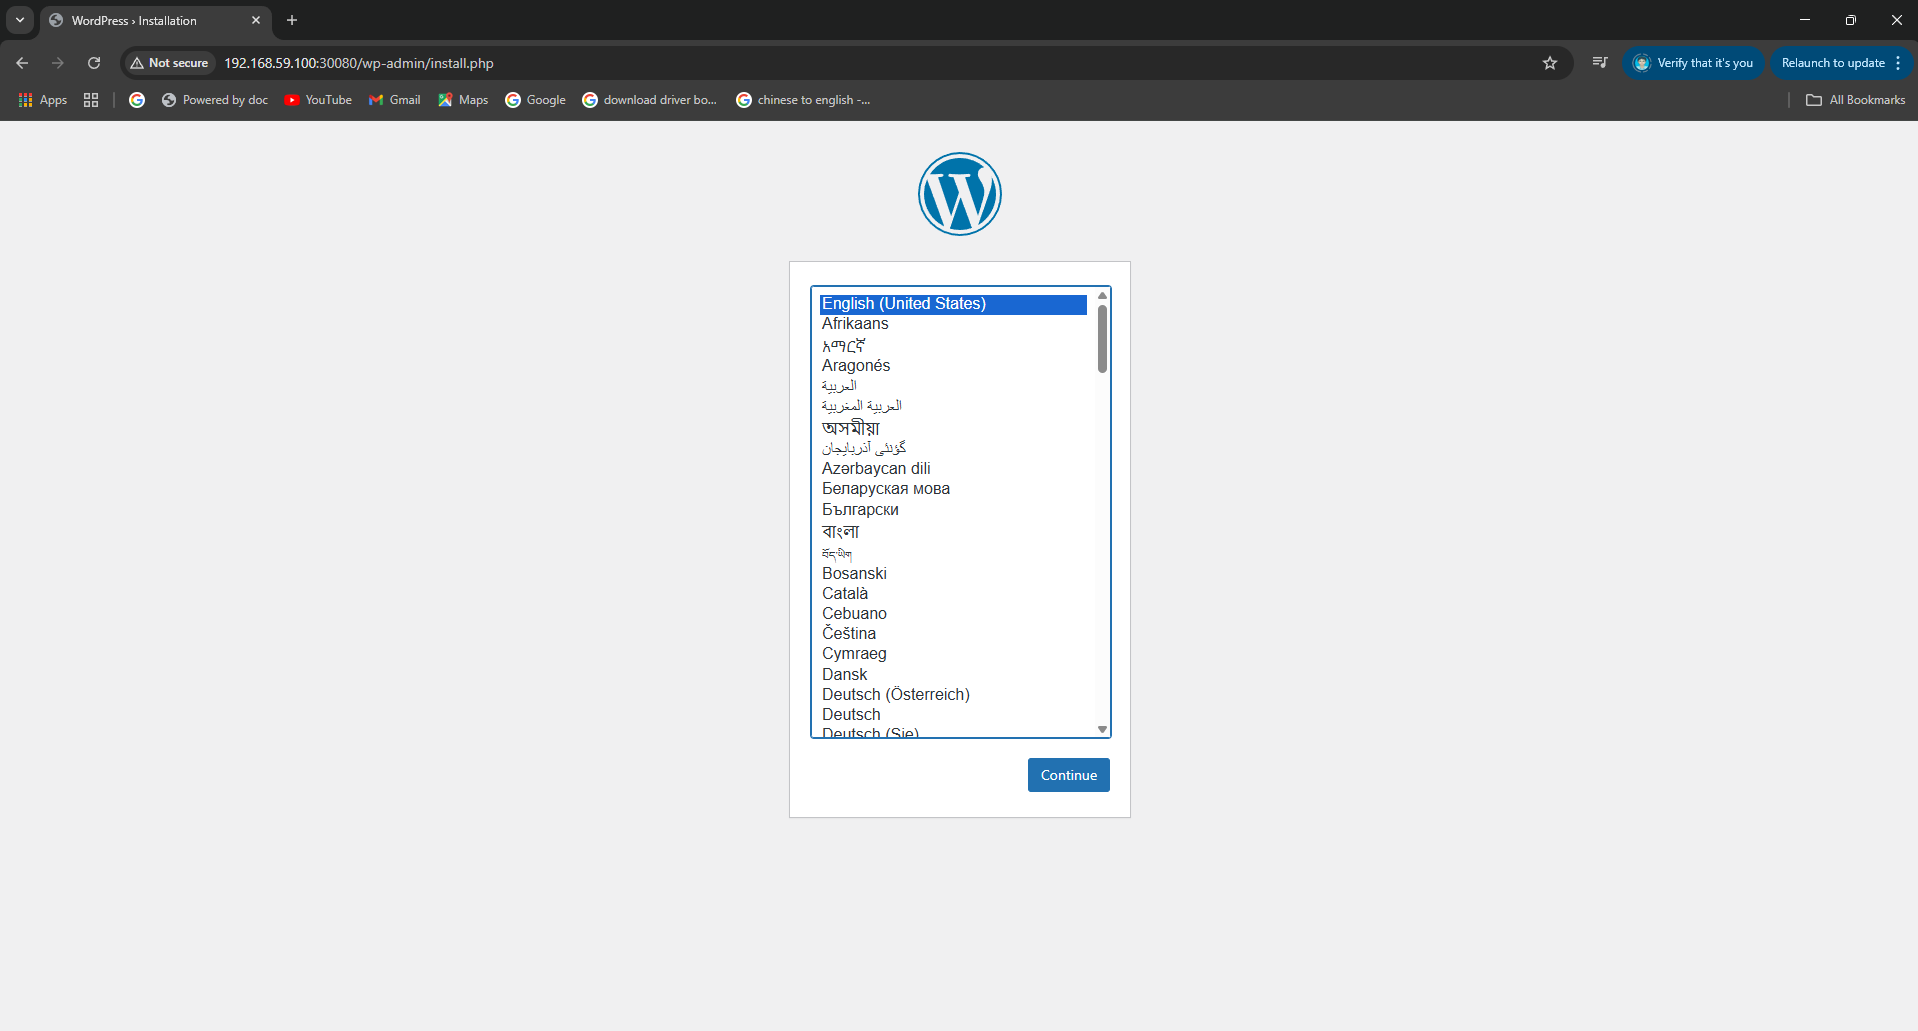 WordPress › Installation
Not secure
192.168.59.100:30080/wp-admin/install.php
Verify that it's you
Relaunch to update
Apps
Powered by doc
YouTube
Gmail
Maps
Google
download driver bo...
chinese to english -...
All Bookmarks
English (United States)
Afrikaans
አማርኛ
Aragonés
العربية
العربية المغربية
অসমীয়া
گؤنئی آذربایجان
Azərbaycan dili
Беларуская мова
Български
বাংলা
བོད་ཡིག
Bosanski
Català
Cebuano
Čeština
Cymraeg
Dansk
Deutsch (Österreich)
Deutsch
Deutsch (Sie)
Continue